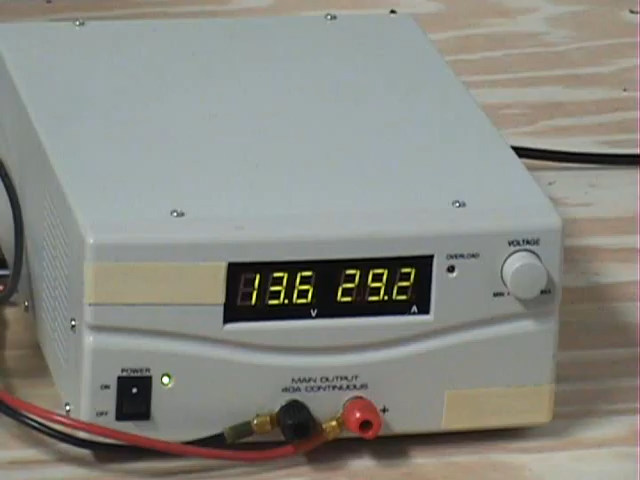 VOLTAGE
OVERLOAD
13.6 29.2
V A
MIN MAX
POWER
ON
OFF
MAIN OUTPUT
40A CONTINUOUS
+